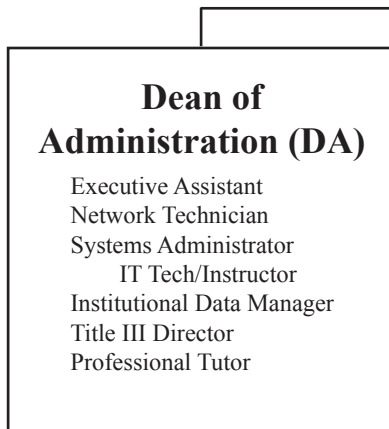 Dean of
Administration (DA)
Executive Assistant
Network Technician
Systems Administrator
IT Tech/Instructor
Institutional Data Manager
Title III Director
Professional Tutor